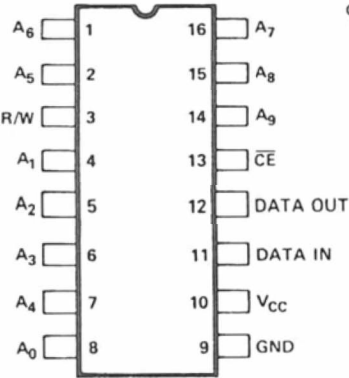 A6 1 16 A7
A5 2 15 A8
R/W 3 14 A9
A1 4 13 C̅E̅
A2 5 12 DATA OUT
A3 6 11 DATA IN
A4 7 10 VCC
A0 8 9 GND